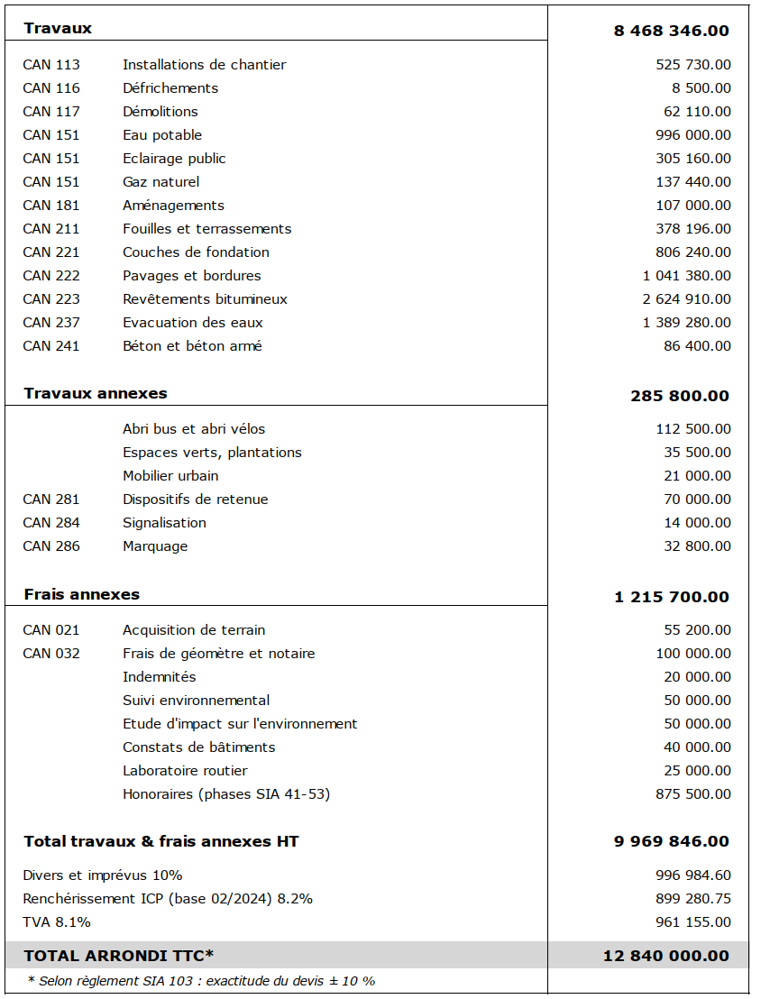 Travaux 8 468 346.00
CAN 113 Installations de chantier 525 730.00
CAN 116 Défrichements 8 500.00
CAN 117 Démolitions 62 110.00
CAN 151 Eau potable 996 000.00
CAN 151 Eclairage public 305 160.00
CAN 151 Gaz naturel 137 440.00
CAN 181 Aménagements 107 000.00
CAN 211 Fouilles et terrassements 378 196.00
CAN 221 Couches de fondation 806 240.00
CAN 222 Pavages et bordures 1 041 380.00
CAN 223 Revêtements bitumineux 2 624 910.00
CAN 237 Evacuation des eaux 1 389 280.00
CAN 241 Béton et béton armé 86 400.00
Travaux annexes 285 800.00
Abri bus et abri vélos 112 500.00
Espaces verts, plantations 35 500.00
Mobilier urbain 21 000.00
CAN 281 Dispositifs de retenue 70 000.00
CAN 284 Signalisation 14 000.00
CAN 286 Marquage 32 800.00
Frais annexes 1 215 700.00
CAN 021 Acquisition de terrain 55 200.00
CAN 032 Frais de géomètre et notaire 100 000.00
Indemnités 20 000.00
Suivi environnemental 50 000.00
Etude d'impact sur l'environnement 50 000.00
Constats de bâtiments 40 000.00
Laboratoire routier 25 000.00
Honoraires (phases SIA 41-53) 875 500.00
Total travaux & frais annexes HT 9 969 846.00
Divers et imprévus 10% 996 984.60
Renchérissement ICP (base 02/2024) 8.2% 899 280.75
TVA 8.1% 961 155.00
TOTAL ARRONDI TTC* 12 840 000.00
* Selon règlement SIA 103 : exactitude du devis ± 10 %